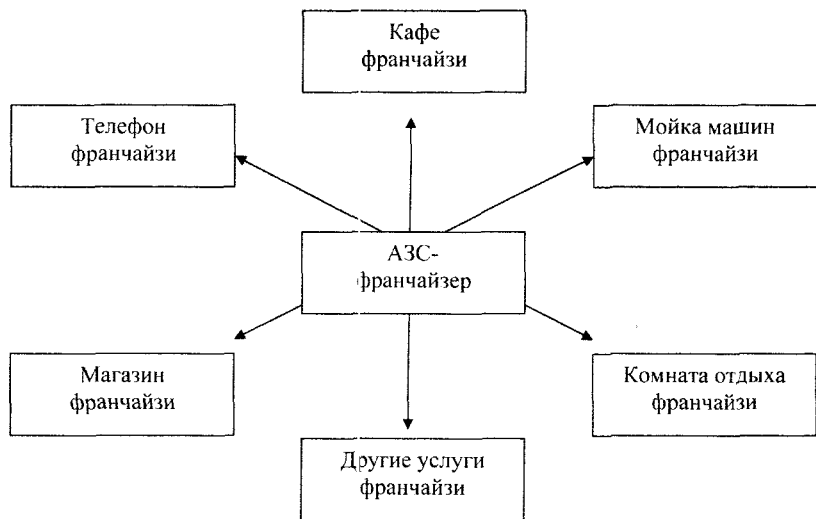 Кафе
франчайзи
Телефон
франчайзи
Мойка машин
франчайзи
АЗС-
франчайзер
Магазин
франчайзи
Комната отдыха
франчайзи
Другие услуги
франчайзи